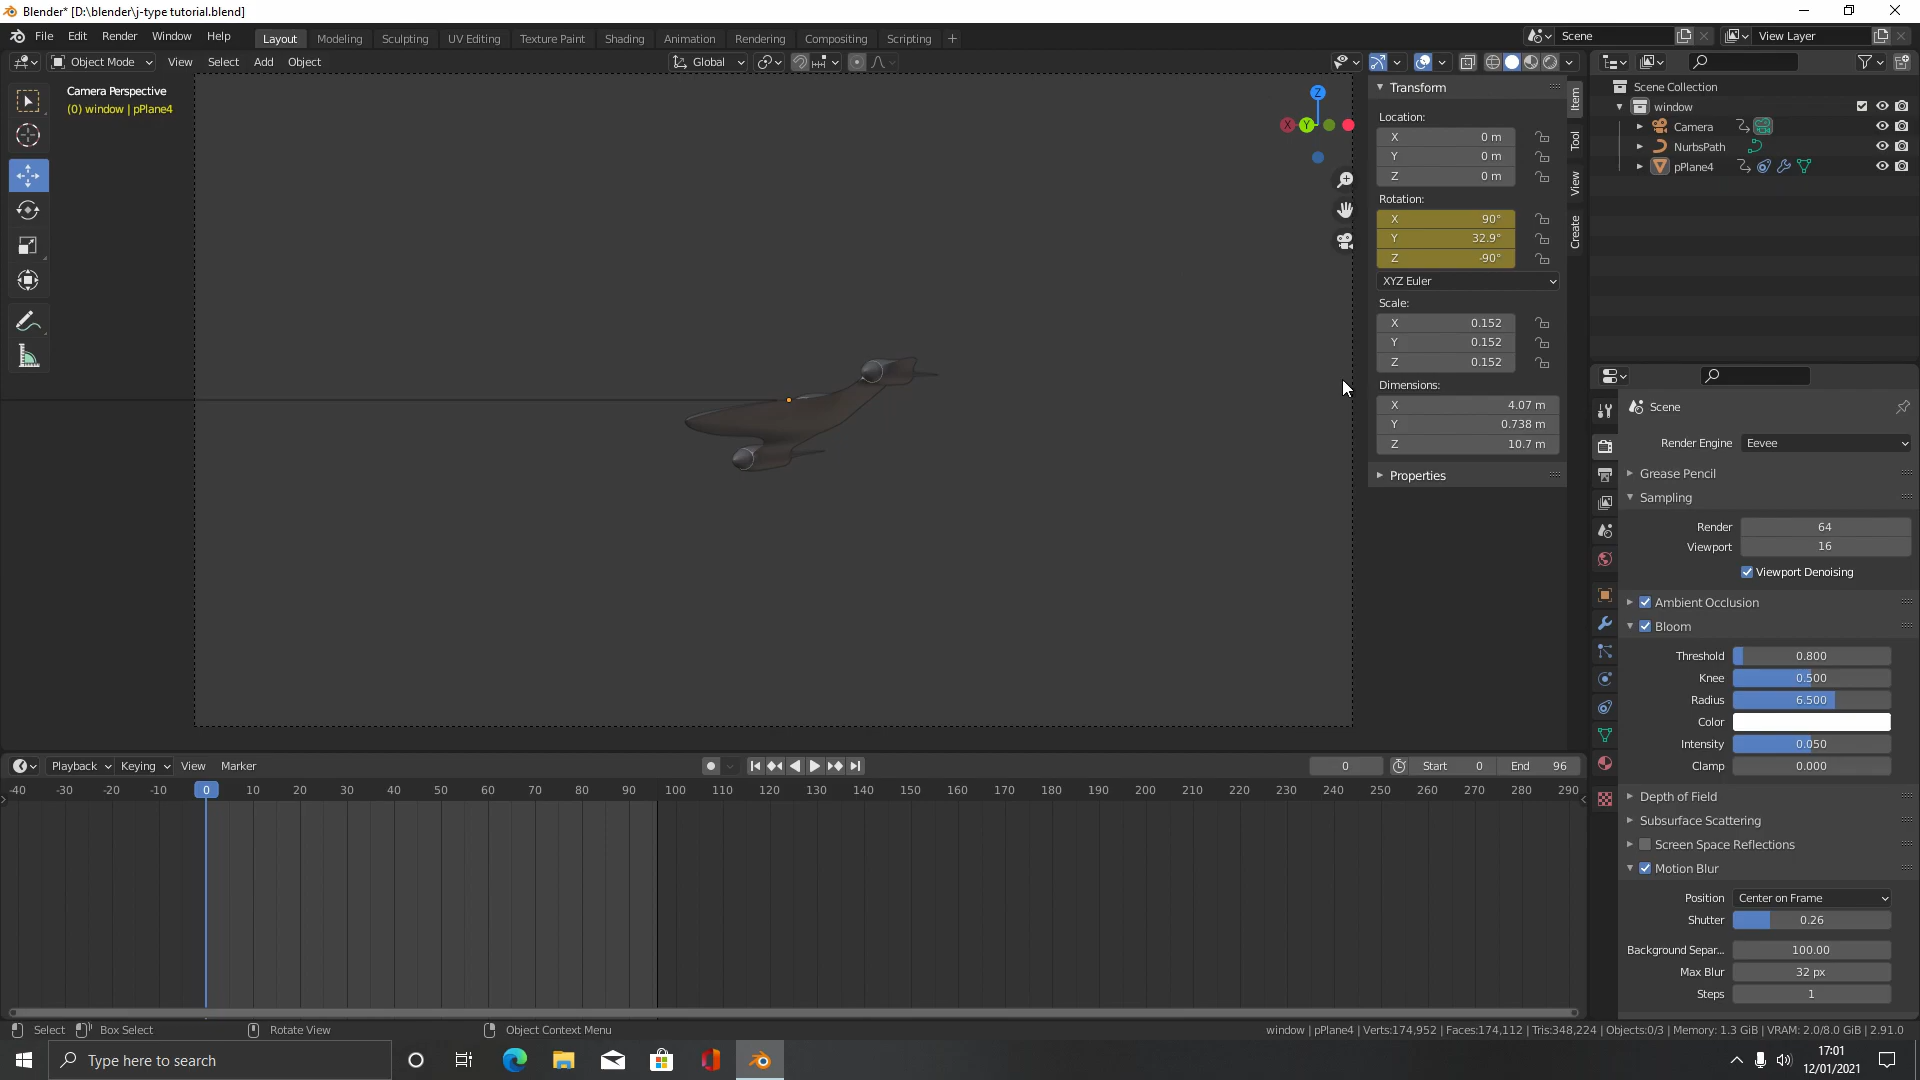 Blender* [D:\blender\j-type tutorial.blend]
File Edit Render Window Help Layout Modeling Sculpting UV Editing Texture Paint Shading Animation Rendering Compositing Scripting Scene View Layer
Object Mode View Select Add Object Global
Camera Perspective
(0) window | pPlane4
Z
X Y
Transform
Location:
X 0 m
Y 0 m
Z 0 m
Rotation:
X 90°
Y 32.9°
Z -90°
XYZ Euler
Scale:
X 0.152
Y 0.152
Z 0.152
Dimensions:
X 4.07 m
Y 0.738 m
Z 10.7 m
Properties
Item
Tool
View
Create
Scene Collection
window
Camera
NurbsPath
pPlane4
Scene
Render Engine Eevee
Grease Pencil
Sampling
Render 64
Viewport 16
Viewport Denoising
Ambient Occlusion
Bloom
Threshold 0.800
Knee 0.500
Radius 6.500
Color
Intensity 0.050
Clamp 0.000
Depth of Field
Subsurface Scattering
Screen Space Reflections
Motion Blur
Position Center on Frame
Shutter 0.26
Background Separ... 100.00
Max Blur 32 px
Steps 1
Playback Keying View Marker 0 Start 0 End 96
-40 -30 -20 -10 0 10 20 30 40 50 60 70 80 90 100 110 120 130 140 150 160 170 180 190 200 210 220 230 240 250 260 270 280 290
Select Box Select Rotate View Object Context Menu window | pPlane4 | Verts:174,952 | Faces:174,112 | Tris:348,224 | Objects:0/3 | Memory: 1.3 GiB | VRAM: 2.0/8.0 GiB | 2.91.0
Type here to search
17:01
12/01/2021